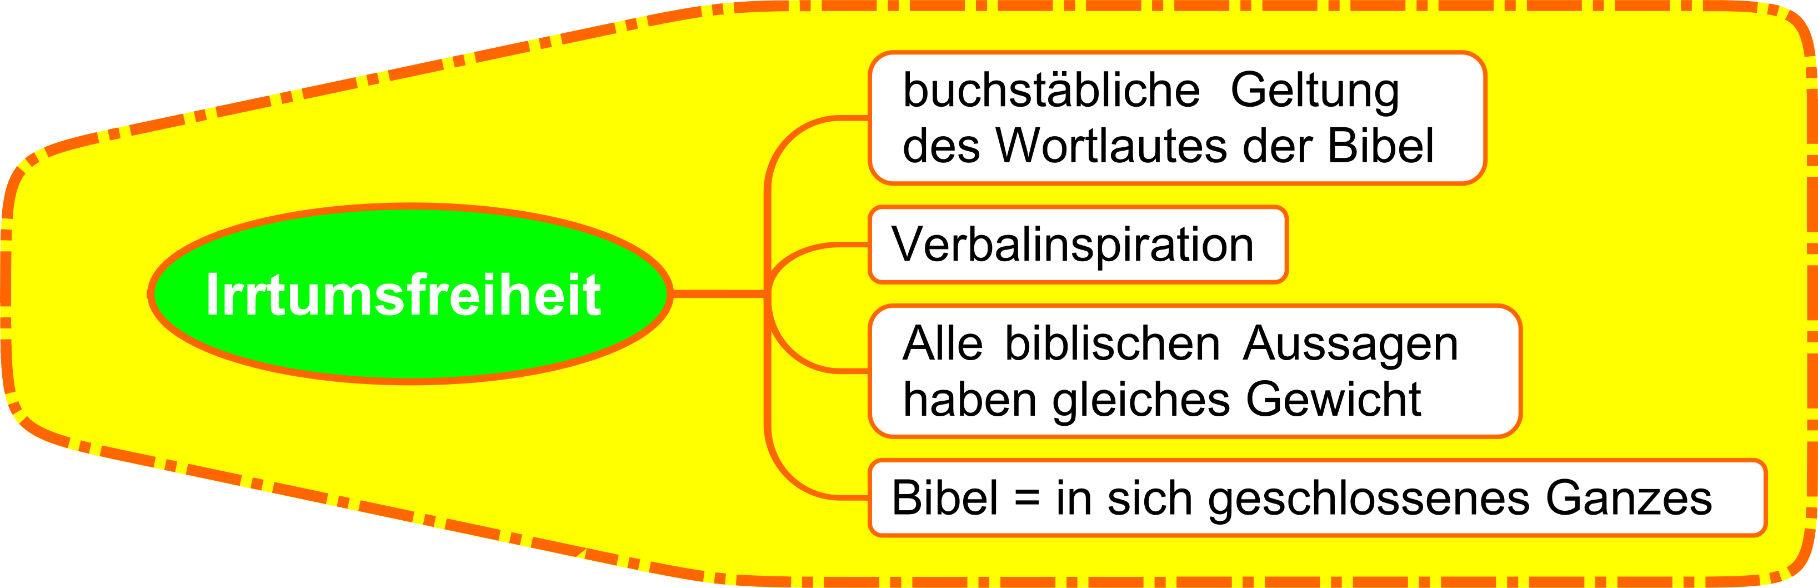 Irrtumsfreiheit
buchstäbliche Geltung
des Wortlautes der Bibel
Verbalinspiration
Alle biblischen Aussagen
haben gleiches Gewicht
Bibel = in sich geschlossenes Ganzes